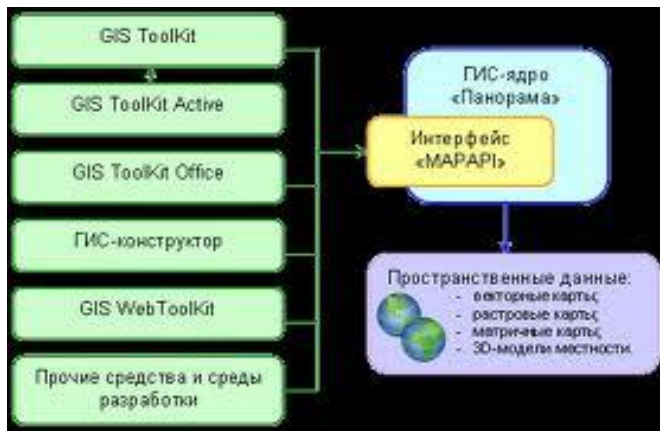 GIS ToolKit
GIS ToolKit Active
GIS ToolKit Office
ГИС-конструктор
GIS WebToolKit
Прочие средства и среды
разработки
ГИС-ядро
«Панорама»
Интерфейс
«MAPAPI»
Пространственные данные:
- векторные карты;
- растровые карты;
- матричные карты;
- 3D-модели местности.